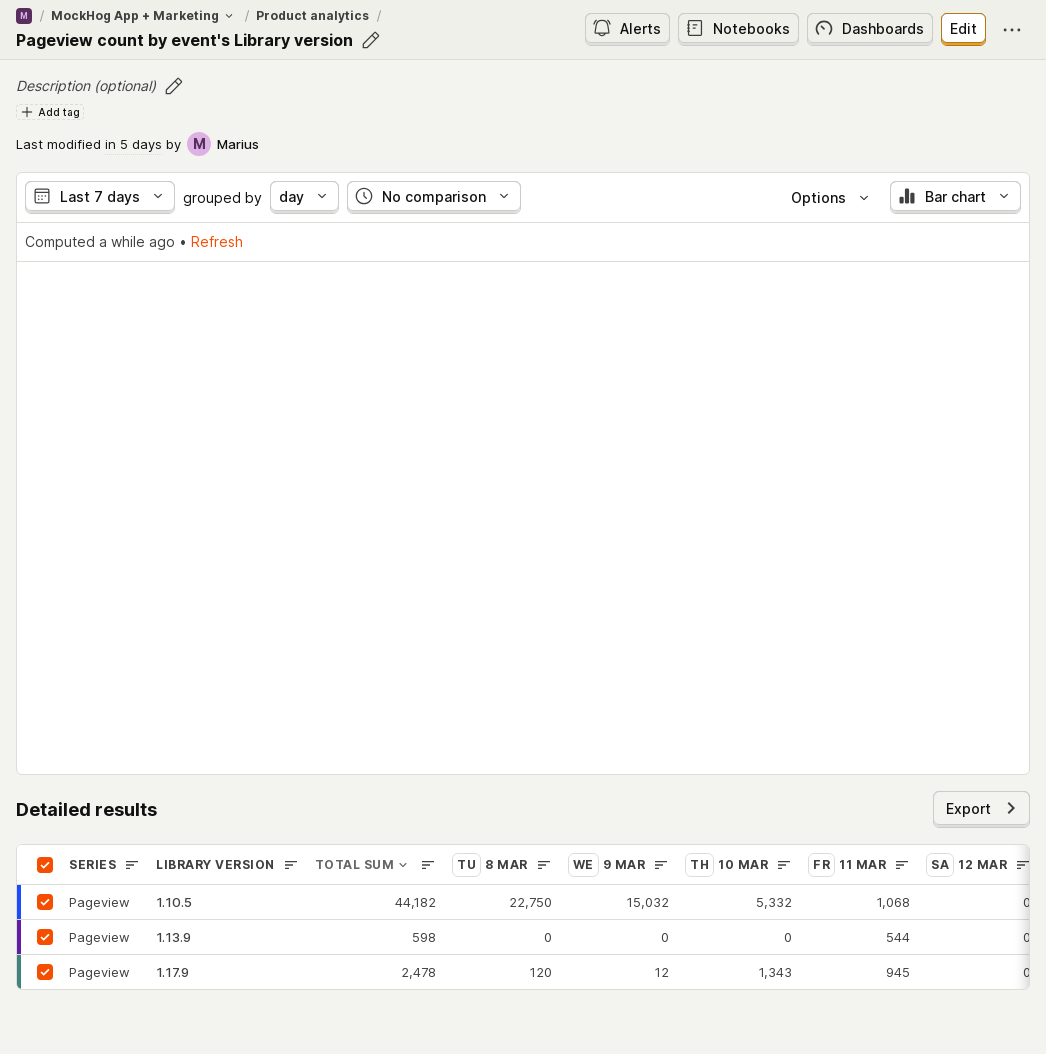 M / MockHog App + Marketing / Product analytics /
Pageview count by event's Library version
Alerts Notebooks Dashboards Edit
Description (optional)
Add tag
Last modified in 5 days by M Marius
Last 7 days grouped by day No comparison Options Bar chart
Computed a while ago • Refresh
Detailed results
Export
SERIES LIBRARY VERSION TOTAL SUM TU 8 MAR WE 9 MAR TH 10 MAR FR 11 MAR SA 12 MAR
Pageview 1.10.5 44,182 22,750 15,032 5,332 1,068 0
Pageview 1.13.9 598 0 0 0 544 0
Pageview 1.17.9 2,478 120 12 1,343 945 0